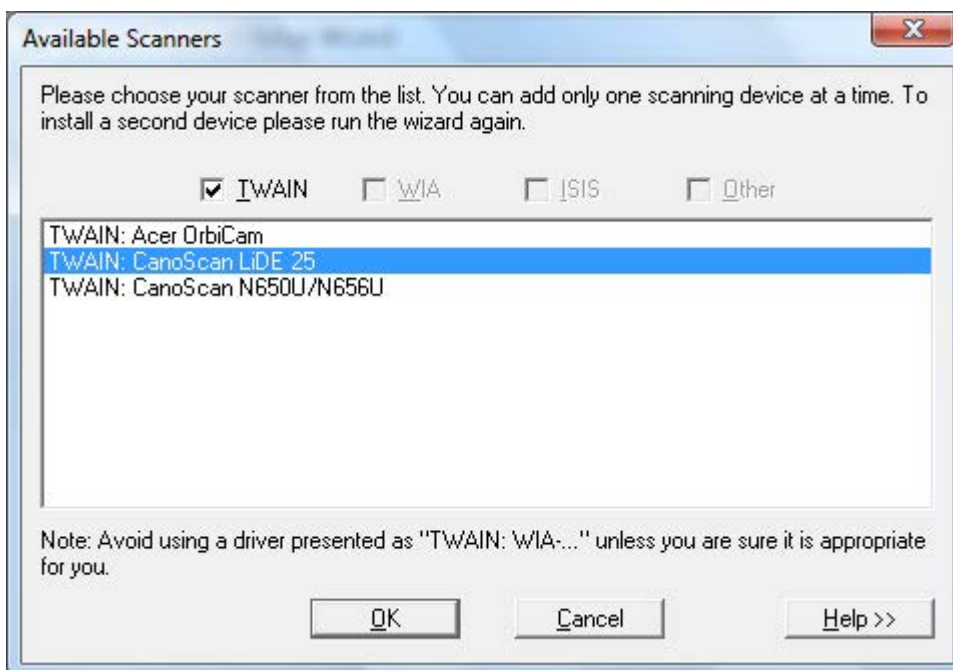 Available Scanners
Please choose your scanner from the list. You can add only one scanning device at a time. To
install a second device please run the wizard again.
TWAIN WIA ISIS Other
TWAIN: Acer OrbiCam
TWAIN: CanoScan LiDE 25
TWAIN: CanoScan N650U/N656U
Note: Avoid using a driver presented as "TWAIN: WIA-..." unless you are sure it is appropriate
for you.
OK Cancel Help >>